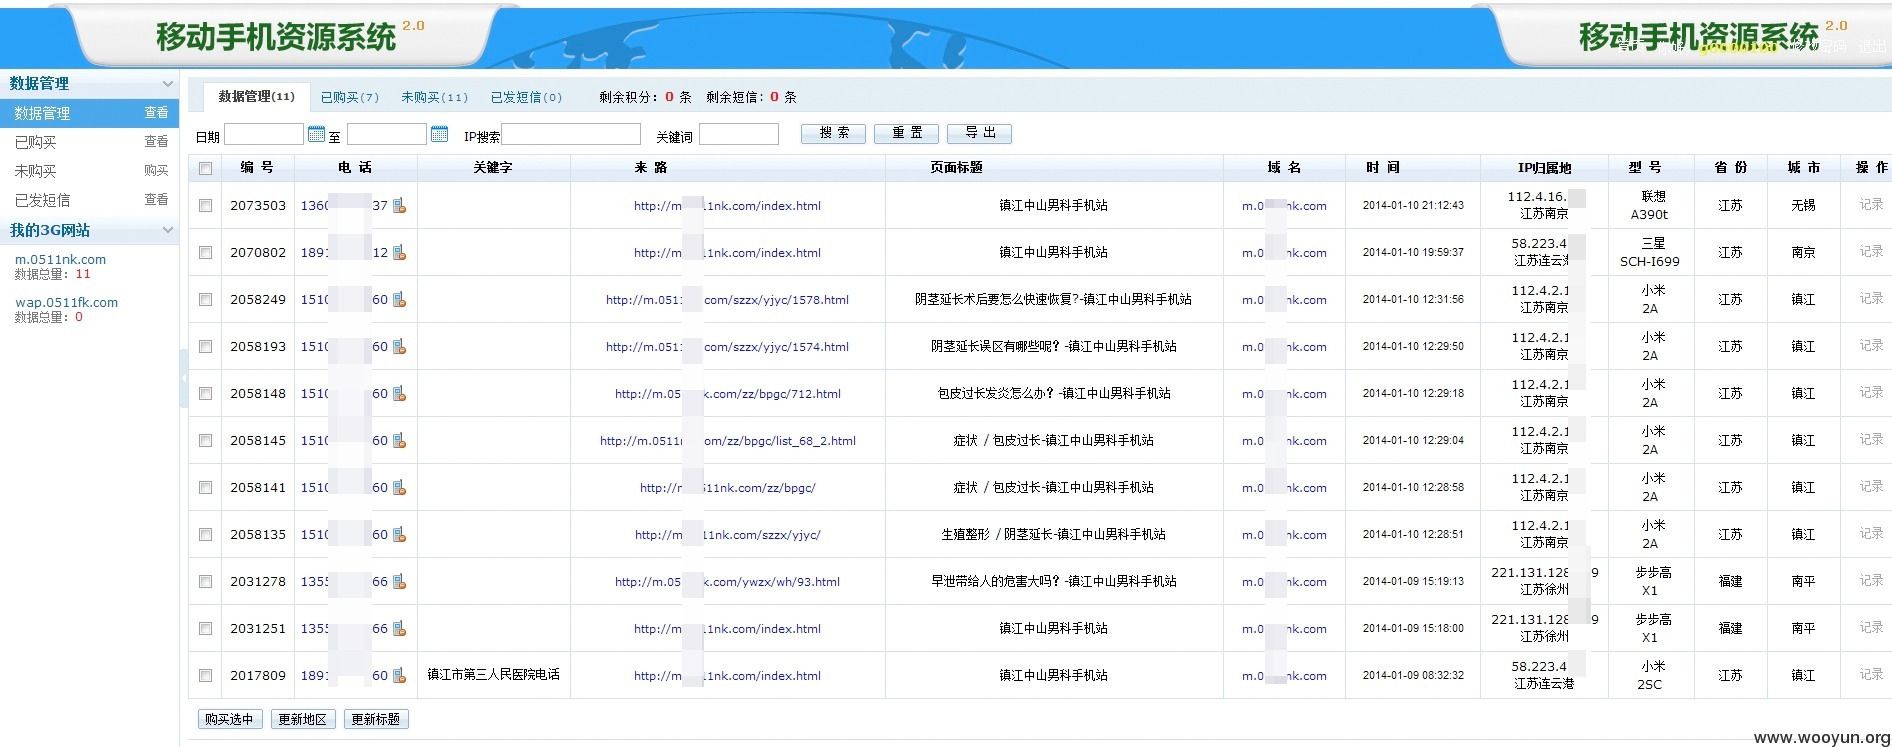 移动手机资源系统 2.0
移动手机资源系统 2.0
密码 退出
数据管理
数据管理 查看
已购买 查看
未购买 购买
已发短信 查看
我的3G网站
m.0511nk.com
数据总量：11
wap.0511fk.com
数据总量：0
数据管理(11) 已购买(7) 未购买(11) 已发短信(0) 剩余积分：0 条 剩余短信：0 条
日期 至 IP搜索 关键词 搜 索 重 置 导 出
编 号 电 话 关键字 来 路 页面标题 域 名 时 间 IP归属地 型 号 省 份 城 市 操 作
2073503 1360 37 http://m 11nk.com/index.html 镇江中山男科手机站 m.0 nk.com 2014-01-10 21:12:43 112.4.16. 江苏南京 联想 A390t 江苏 无锡 记录
2070802 1891 12 http://m 11nk.com/index.html 镇江中山男科手机站 m.0 nk.com 2014-01-10 19:59:37 58.223.4 江苏连云港 三星 SCH-I699 江苏 南京 记录
2058249 1510 60 http://m.051 com/szzx/yjyc/1578.html 阴茎延长术后要怎么快速恢复?-镇江中山男科手机站 m.0 nk.com 2014-01-10 12:31:56 112.4.2.1 江苏南京 小米 2A 江苏 镇江 记录
2058193 1510 60 http://m.051 com/szzx/yjyc/1574.html 阴茎延长误区有哪些呢？-镇江中山男科手机站 m.0 nk.com 2014-01-10 12:29:50 112.4.2.1 江苏南京 小米 2A 江苏 镇江 记录
2058148 1510 60 http://m.05 k.com/zz/bpgc/712.html 包皮过长发炎怎么办？-镇江中山男科手机站 m.0 nk.com 2014-01-10 12:29:18 112.4.2.1 江苏南京 小米 2A 江苏 镇江 记录
2058145 1510 60 http://m.0511 om/zz/bpgc/list_68_2.html 症状 / 包皮过长-镇江中山男科手机站 m.0 nk.com 2014-01-10 12:29:04 112.4.2.1 江苏南京 小米 2A 江苏 镇江 记录
2058141 1510 60 http://m 511nk.com/zz/bpgc/ 症状 / 包皮过长-镇江中山男科手机站 m.0 nk.com 2014-01-10 12:28:58 112.4.2.1 江苏南京 小米 2A 江苏 镇江 记录
2058135 1510 60 http://m 11nk.com/szzx/yjyc/ 生殖整形 / 阴茎延长-镇江中山男科手机站 m.0 nk.com 2014-01-10 12:28:51 112.4.2.1 江苏南京 小米 2A 江苏 镇江 记录
2031278 1355 66 http://m.05 k.com/ywzx/wh/93.html 早泄带给人的危害大吗？-镇江中山男科手机站 m.0 nk.com 2014-01-09 15:19:13 221.131.128 9 江苏徐州 步步高 X1 福建 南平 记录
2031251 1355 66 http://m 11nk.com/index.html 镇江中山男科手机站 m.0 nk.com 2014-01-09 15:18:00 221.131.128 9 江苏徐州 步步高 X1 福建 南平 记录
2017809 1891 60 镇江市第三人民医院电话 http://m 11nk.com/index.html 镇江中山男科手机站 m.0 nk.com 2014-01-09 08:32:32 58.223.4 江苏连云港 小米 2SC 江苏 镇江 记录
购买选中 更新地区 更新标题
www.wooyun.org